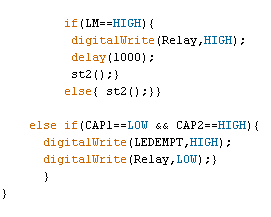 if(LM==HIGH){
digitalWrite(Relay,HIGH);
delay(1000);
st2();}
else{ st2();}}
else if(CAP1==LOW && CAP2==HIGH){
digitalWrite(LEDEMPT,HIGH);
digitalWrite(Relay,LOW);}
}
}